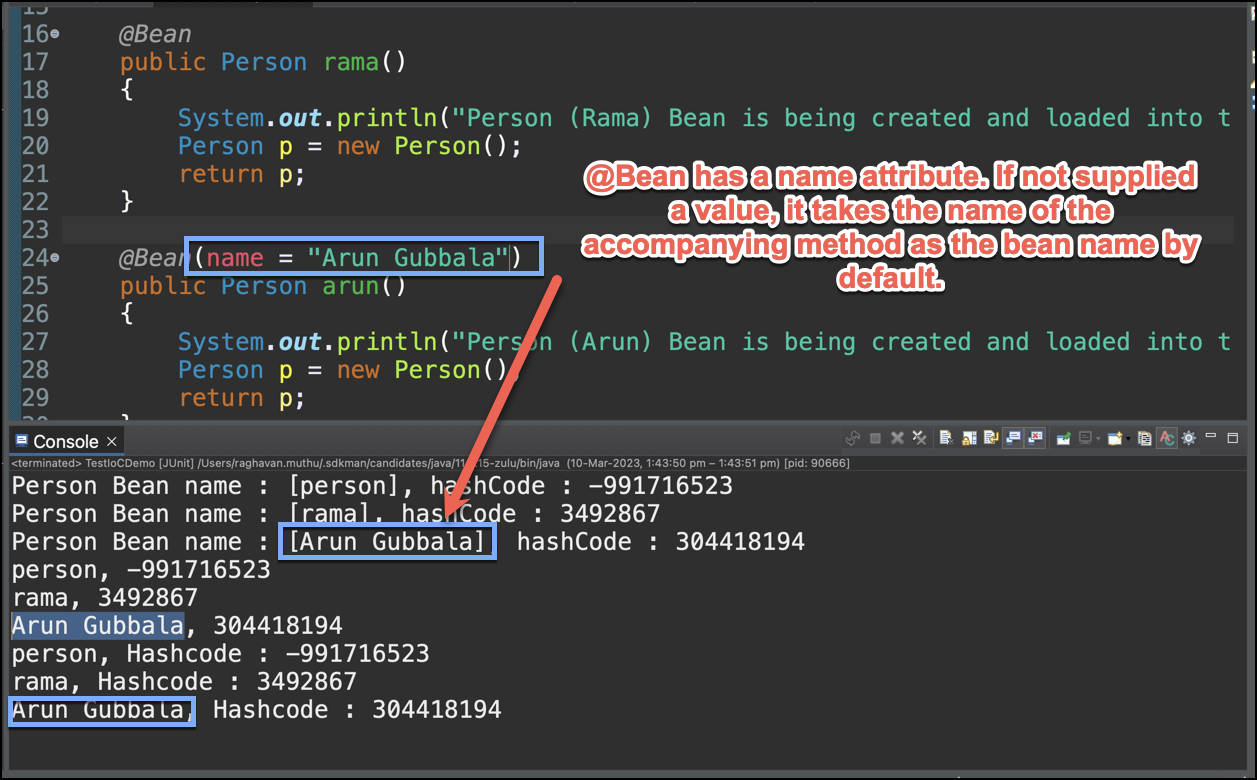 15
16 @Bean
17 public Person rama()
18 {
19 System.out.println("Person (Rama) Bean is being created and loaded into t
20 Person p = new Person();
21 return p;
22 }
23
24 @Bean(name = "Arun Gubbala")
25 public Person arun()
26 {
27 System.out.println("Person (Arun) Bean is being created and loaded into t
28 Person p = new Person();
29 return p;
@Bean has a name attribute. If not supplied
a value, it takes the name of the
accompanying method as the bean name by
default.
Console
<terminated> TestIoCDemo [JUnit] /Users/raghavan.muthu/.sdkman/candidates/java/11 15-zulu/bin/java (10-Mar-2023, 1:43:50 pm – 1:43:51 pm) [pid: 90666]
Person Bean name : [person], hashCode : -991716523
Person Bean name : [rama], hashCode : 3492867
Person Bean name : [Arun Gubbala] hashCode : 304418194
person, -991716523
rama, 3492867
Arun Gubbala, 304418194
person, Hashcode : -991716523
rama, Hashcode : 3492867
Arun Gubbala, Hashcode : 304418194